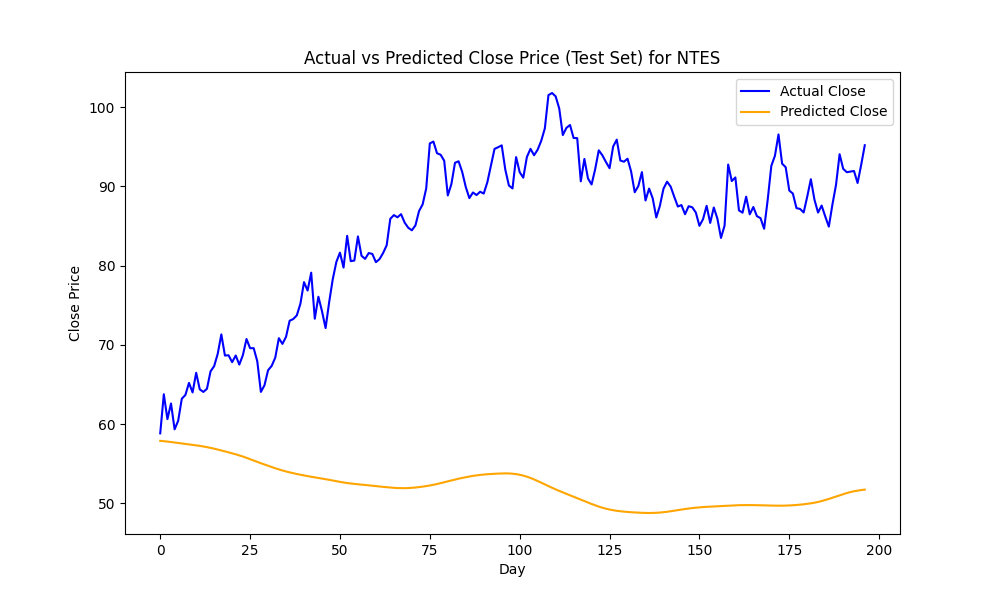 Actual vs Predicted Close Price (Test Set) for NTES
Actual Close
Predicted Close
100
90
80
70
60
50
Close Price
0 25 50 75 100 125 150 175 200
Day